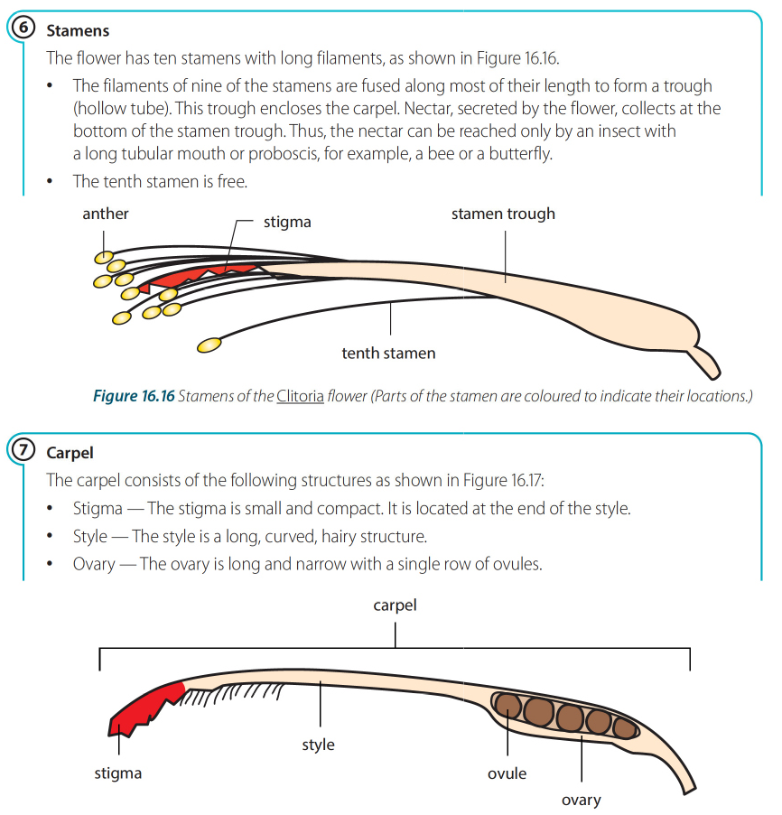 6 Stamens
The flower has ten stamens with long filaments, as shown in Figure 16.16.
• The filaments of nine of the stamens are fused along most of their length to form a trough
(hollow tube). This trough encloses the carpel. Nectar, secreted by the flower, collects at the
bottom of the stamen trough. Thus, the nectar can be reached only by an insect with
a long tubular mouth or proboscis, for example, a bee or a butterfly.
• The tenth stamen is free.
anther
stigma
stamen trough
tenth stamen
Figure 16.16 Stamens of the Clitoria flower (Parts of the stamen are coloured to indicate their locations.)
7 Carpel
The carpel consists of the following structures as shown in Figure 16.17:
• Stigma — The stigma is small and compact. It is located at the end of the style.
• Style — The style is a long, curved, hairy structure.
• Ovary — The ovary is long and narrow with a single row of ovules.
carpel
stigma
style
ovule
ovary